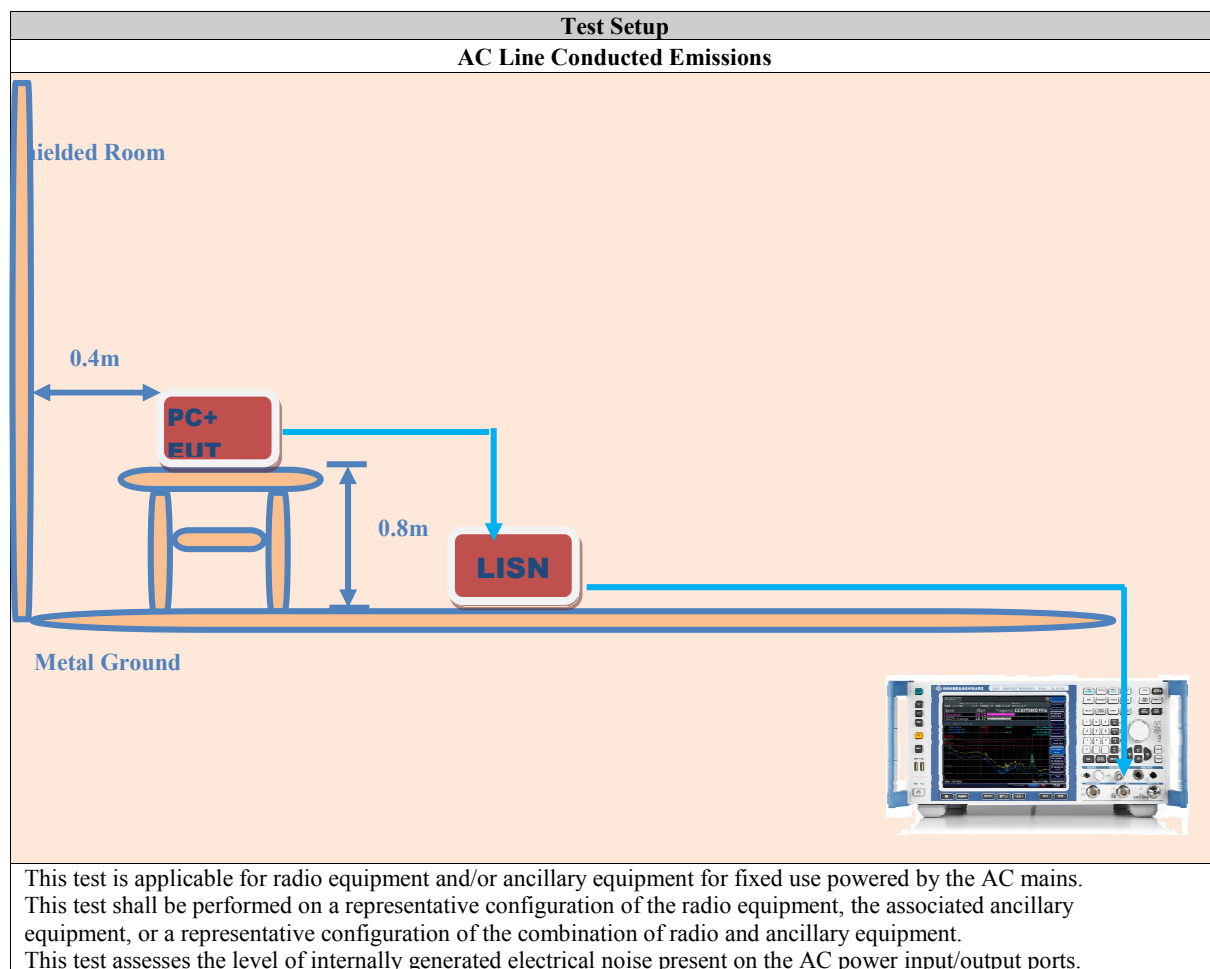 Test Setup
AC Line Conducted Emissions
hielded Room
0.4m
PC+
EUT
0.8m
LISN
Metal Ground
This test is applicable for radio equipment and/or ancillary equipment for fixed use powered by the AC mains.
This test shall be performed on a representative configuration of the radio equipment, the associated ancillary
equipment, or a representative configuration of the combination of radio and ancillary equipment.
This test assesses the level of internally generated electrical noise present on the AC power input/output ports.